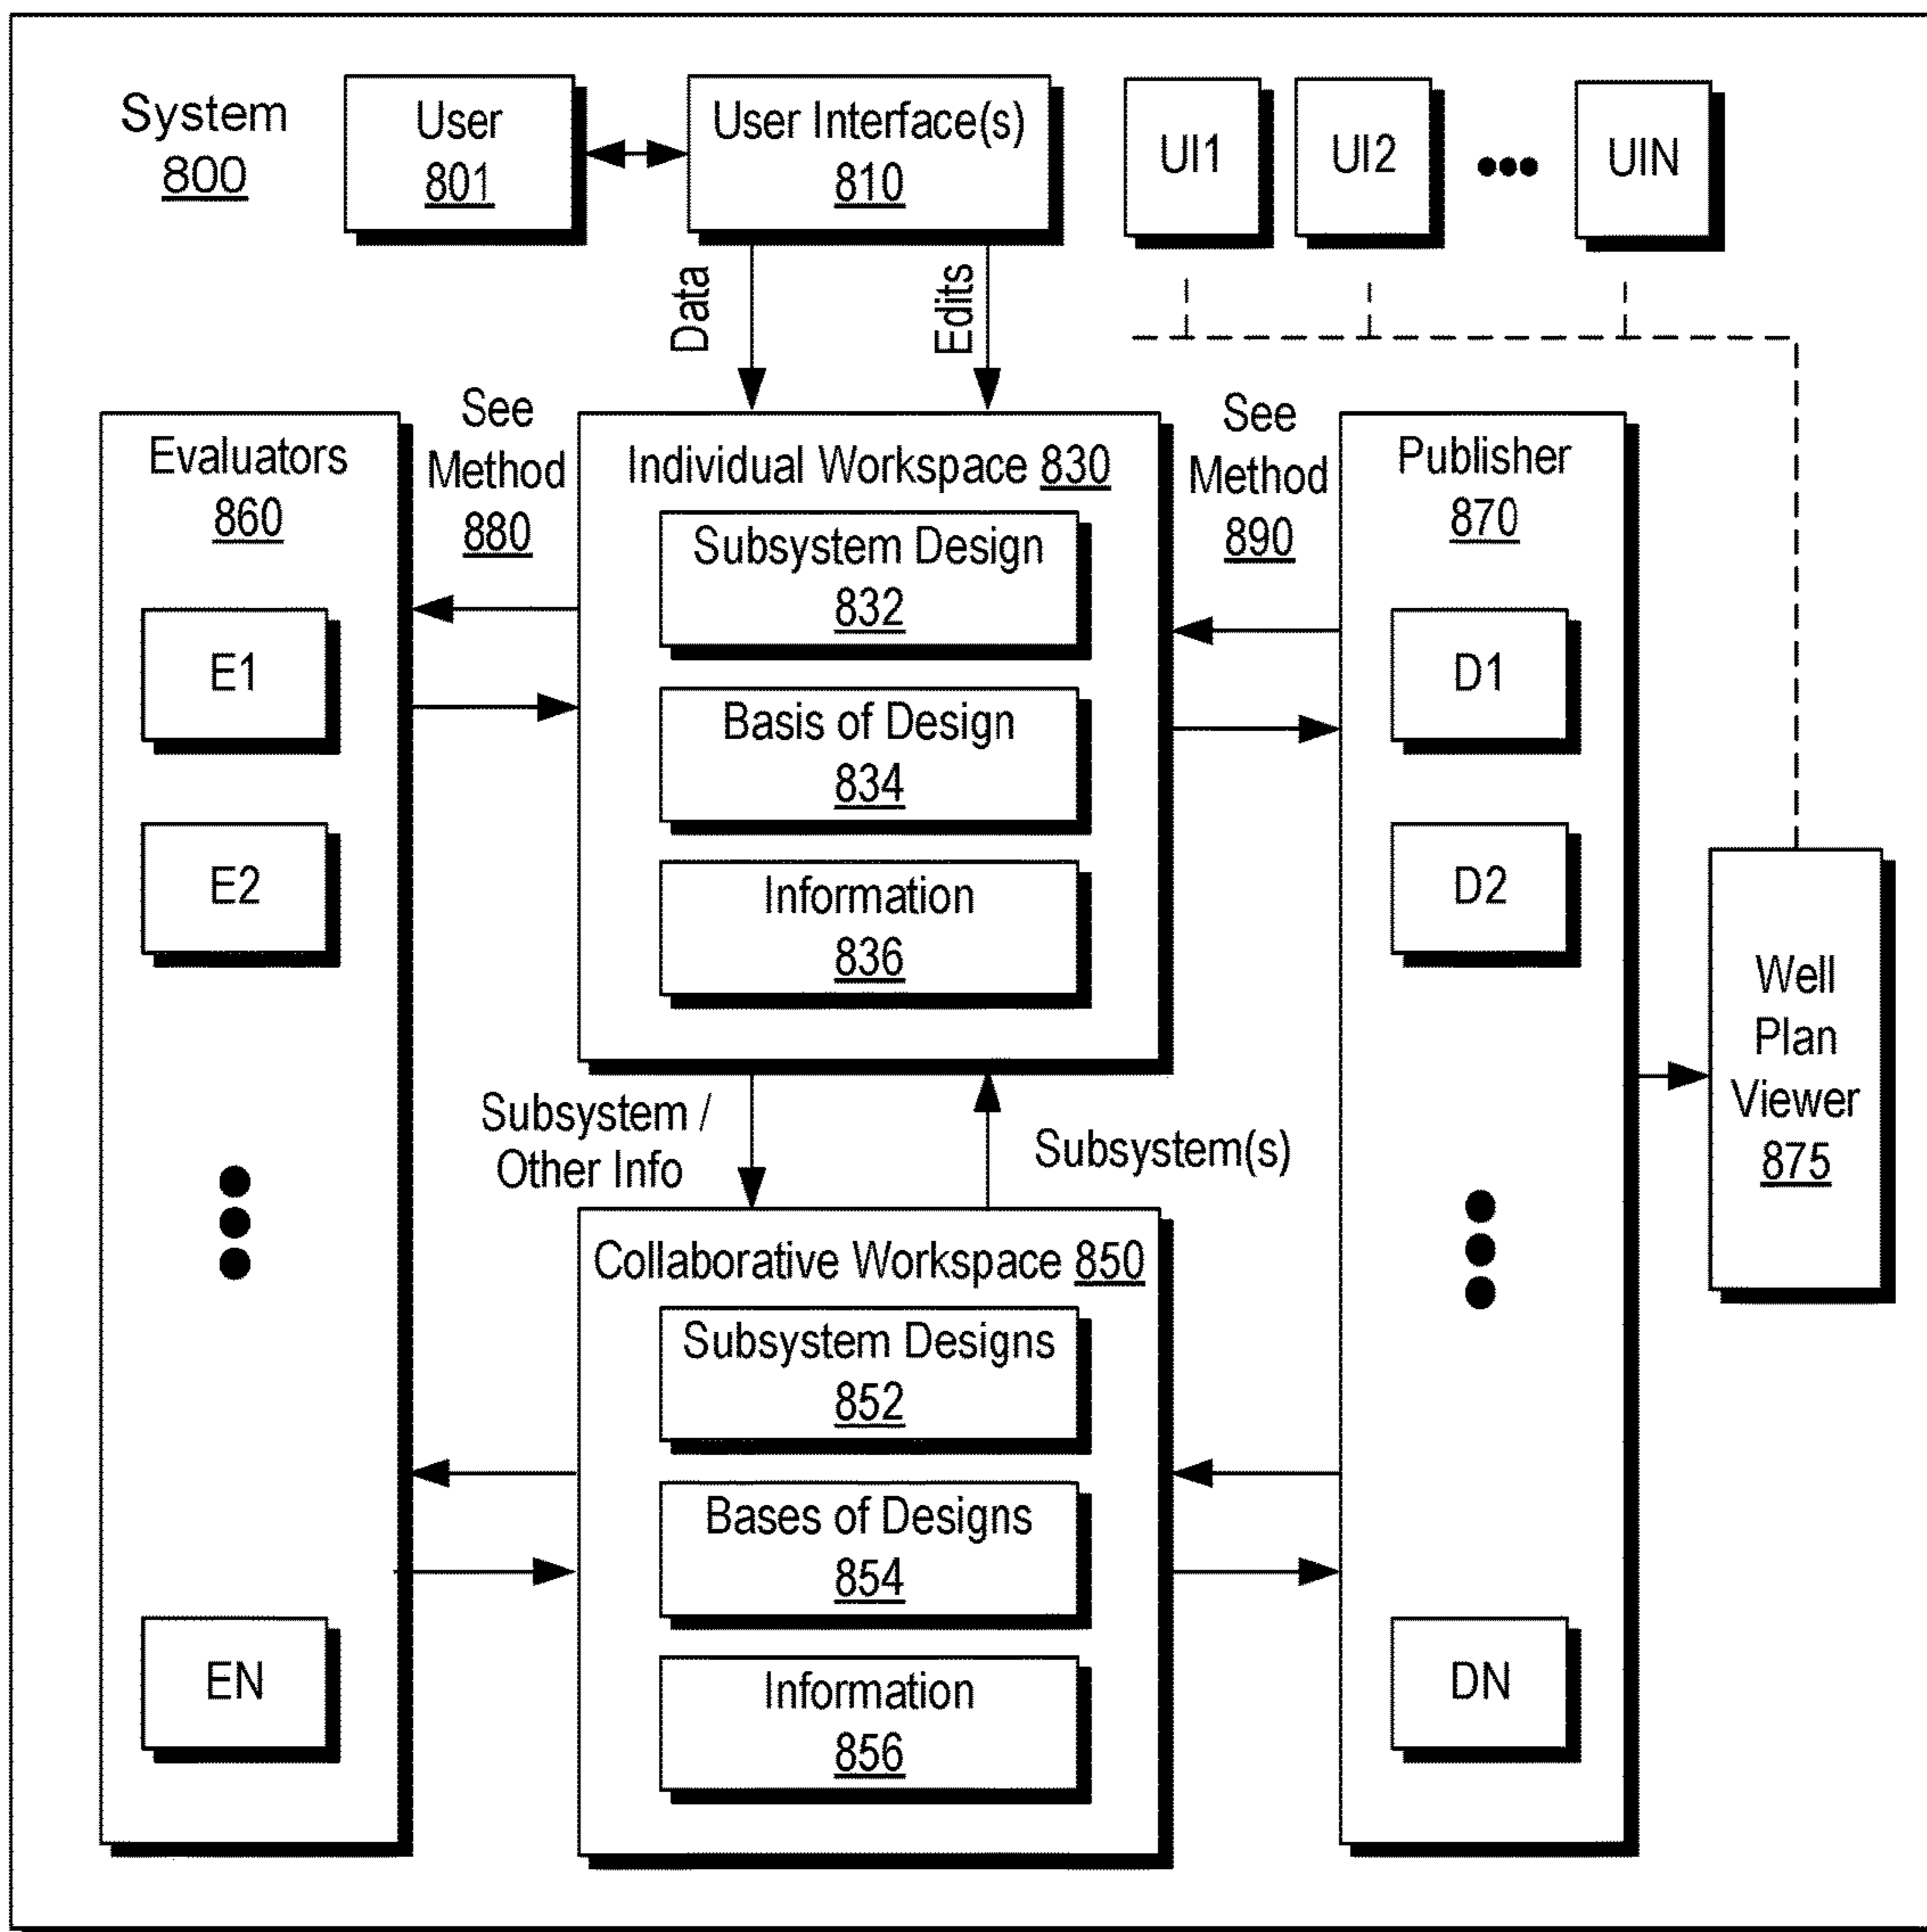 System
800
User
801
User Interface(s)
810
UI1
UI2
UIN
Data
Edits
Evaluators
860
E1
E2
EN
See
Method
880
Individual Workspace 830
Subsystem Design
832
Basis of Design
834
Information
836
See
Method
890
Publisher
870
D1
D2
DN
Well
Plan
Viewer
875
Subsystem /
Other Info
Subsystem(s)
Collaborative Workspace 850
Subsystem Designs
852
Bases of Designs
854
Information
856